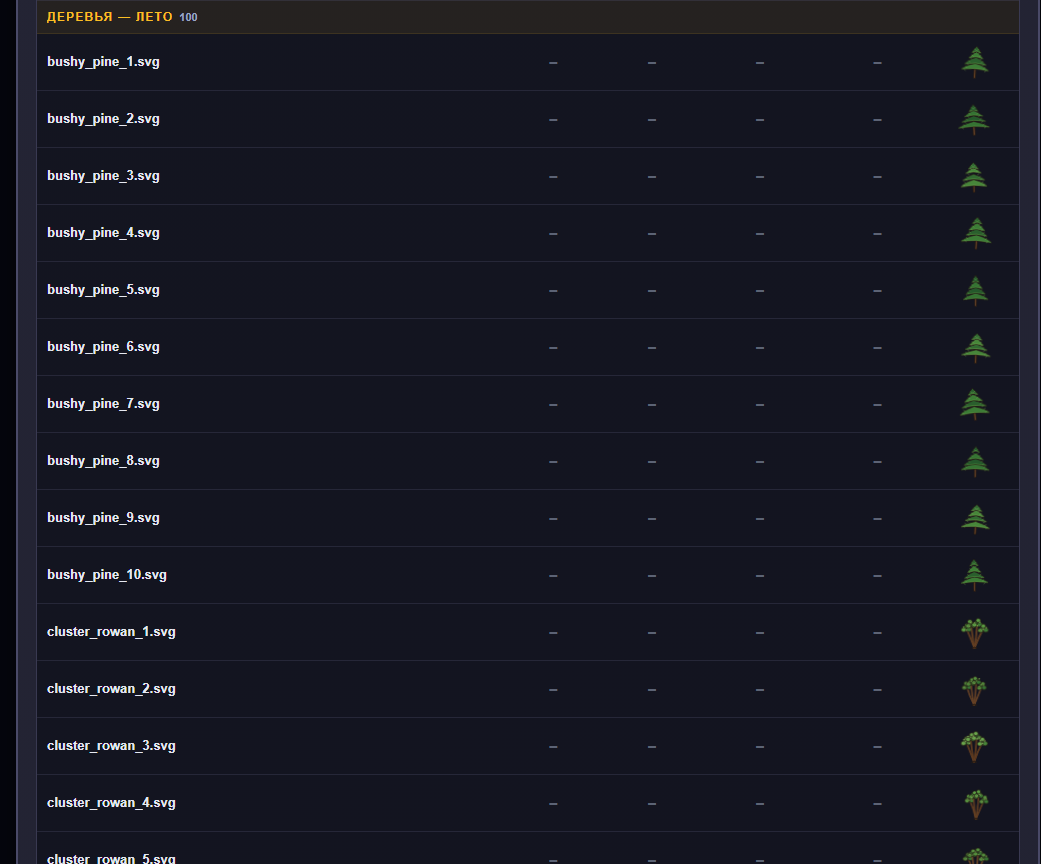 ДЕРЕВЬЯ — ЛЕТО 100
bushy_pine_1.svg – – – –
bushy_pine_2.svg – – – –
bushy_pine_3.svg – – – –
bushy_pine_4.svg – – – –
bushy_pine_5.svg – – – –
bushy_pine_6.svg – – – –
bushy_pine_7.svg – – – –
bushy_pine_8.svg – – – –
bushy_pine_9.svg – – – –
bushy_pine_10.svg – – – –
cluster_rowan_1.svg – – – –
cluster_rowan_2.svg – – – –
cluster_rowan_3.svg – – – –
cluster_rowan_4.svg – – – –
cluster_rowan_5.svg